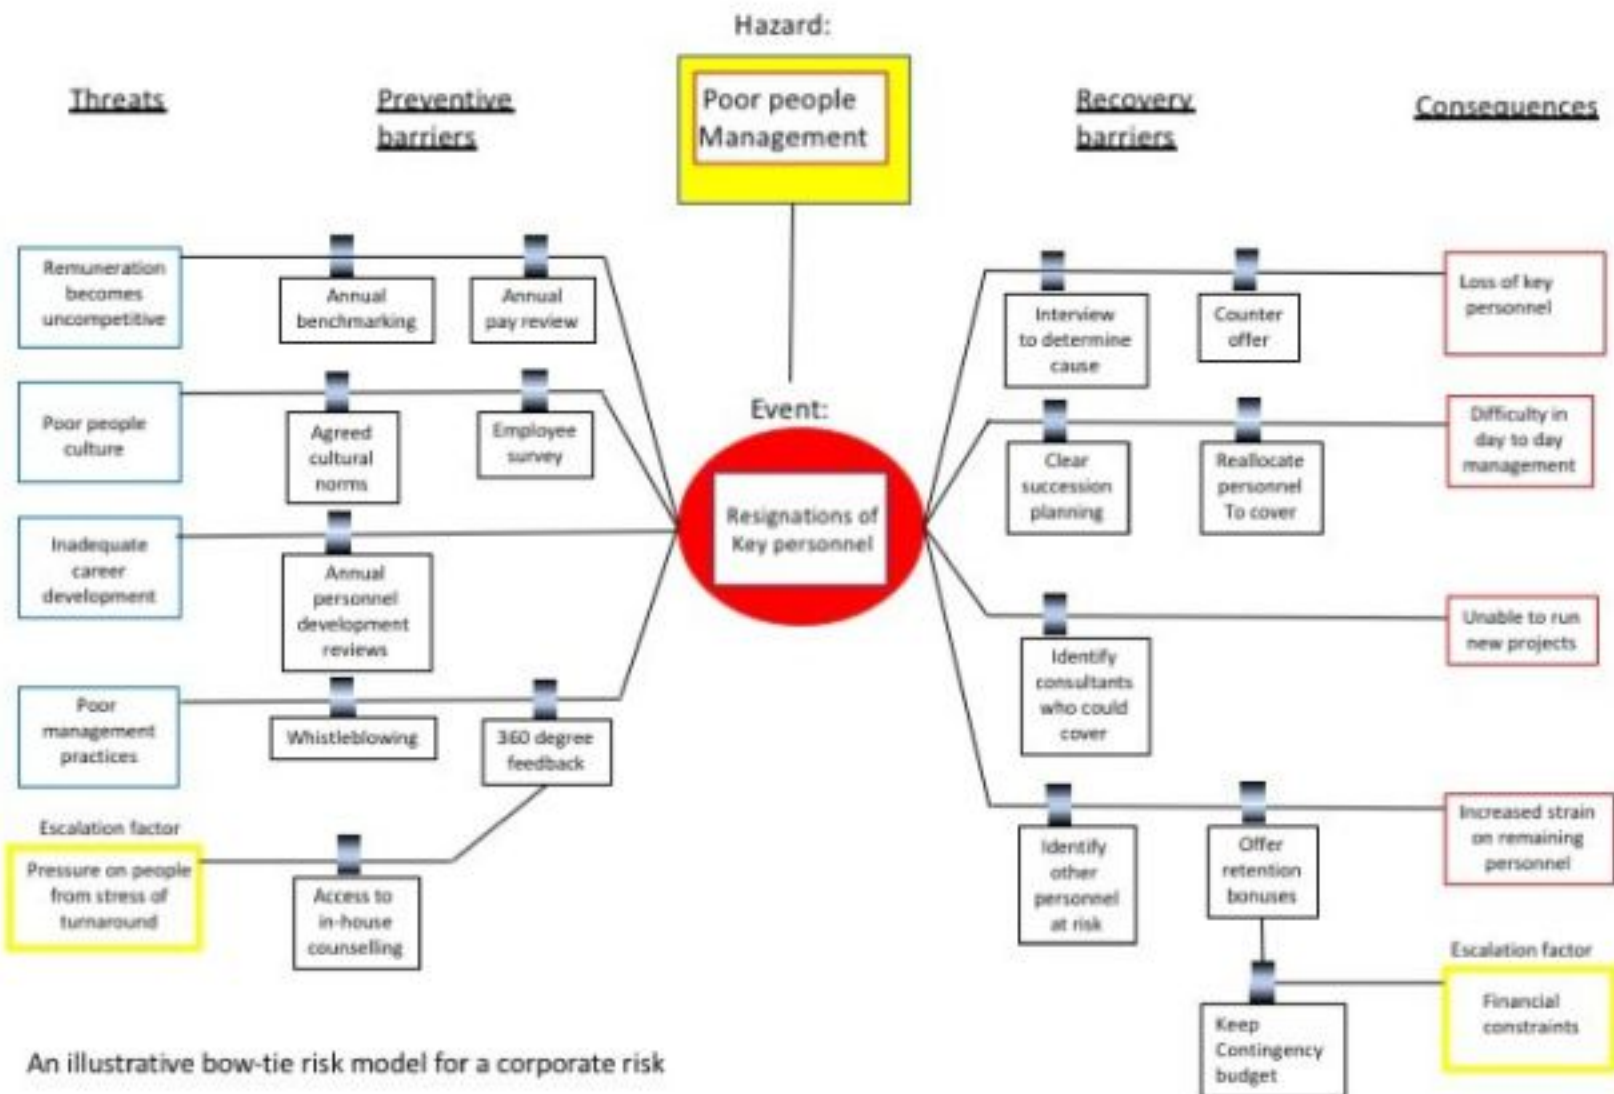 Hazard:
Poor people
Management
Threats
Preventive
barriers
Recovery
barriers
Consequences
Remuneration
becomes
uncompetitive
Annual
benchmarking
Annual
pay review
Interview
to determine
cause
Counter
offer
Loss of key
personnel
Poor people
culture
Agreed
cultural
norms
Employee
survey
Event:
Resignations of
Key personnel
Clear
succession
planning
Reallocate
personnel
To cover
Difficulty in
day to day
management
Inadequate
career
development
Annual
personnel
development
reviews
Identify
consultants
who could
cover
Unable to run
new projects
Poor
management
practices
Whistleblowing
360 degree
feedback
Identify
other
personnel
at risk
Offer
retention
bonuses
Increased strain
on remaining
personnel
Escalation factor
Pressure on people
from stress of
turnaround
Access to
in-house
counselling
Keep
Contingency
budget
Escalation factor
Financial
constraints
An illustrative bow-tie risk model for a corporate risk